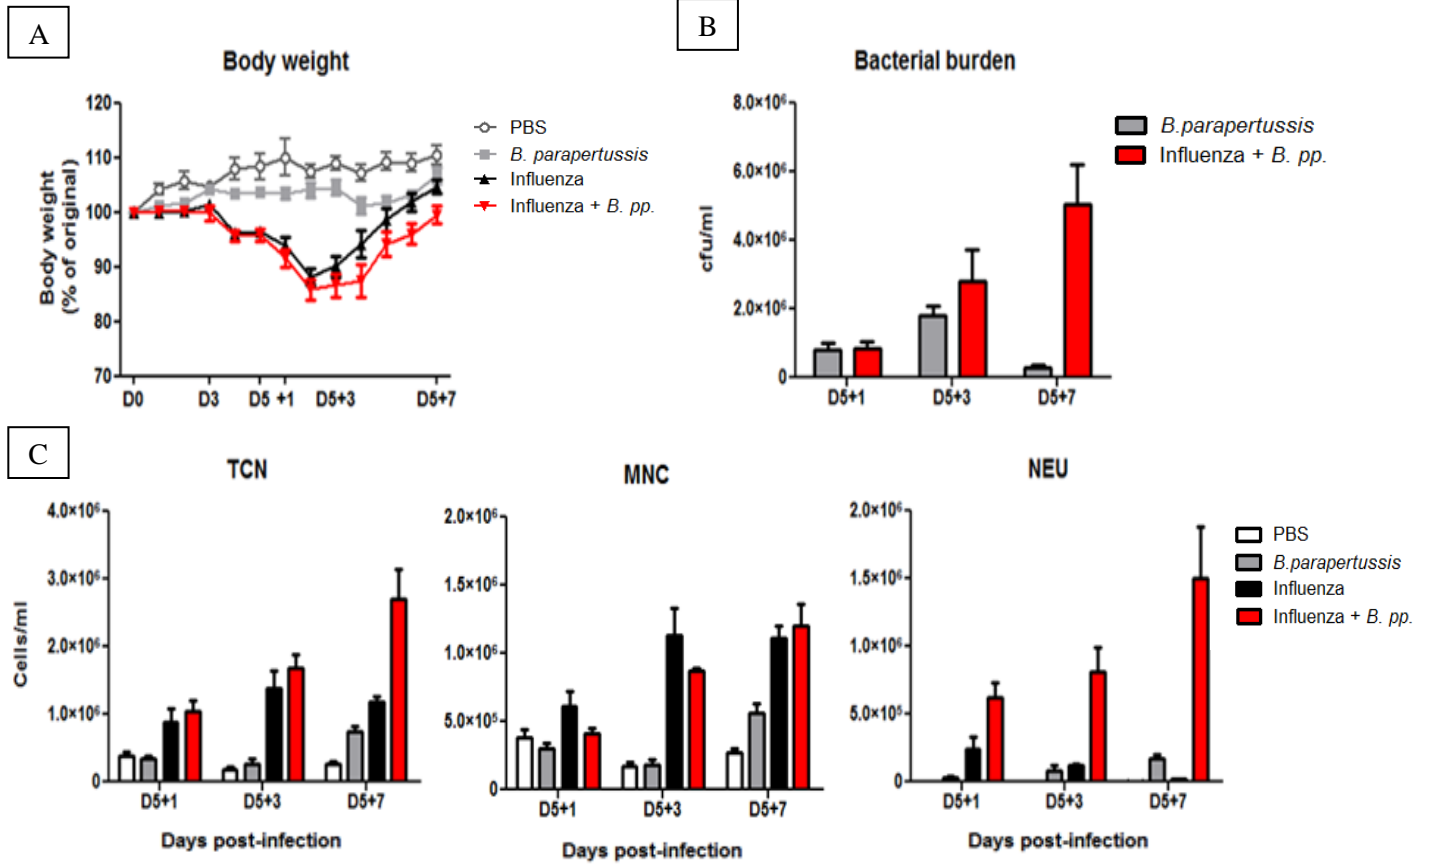 A
Body weight
120
110
100
90
80
70
Body weight
(% of original)
D0 D3 D5 +1 D5+3 D5+7
PBS
B. parapertussis
Influenza
Influenza + B. pp.
B
Bacterial burden
8.0×10⁶
6.0×10⁶
4.0×10⁶
2.0×10⁶
0
cfu/ml
D5+1 D5+3 D5+7
B.parapertussis
Influenza + B. pp.
C
TCN
4.0×10⁶
3.0×10⁶
2.0×10⁶
1.0×10⁶
0
Cells/ml
D5+1 D5+3 D5+7
Days post-infection
MNC
2.0×10⁶
1.5×10⁶
1.0×10⁶
5.0×10⁵
0
D5+1 D5+3 D5+7
Days post-infection
NEU
2.0×10⁶
1.5×10⁶
1.0×10⁶
5.0×10⁵
0
D5+1 D5+3 D5+7
Days post-infection
PBS
B.parapertussis
Influenza
Influenza + B. pp.